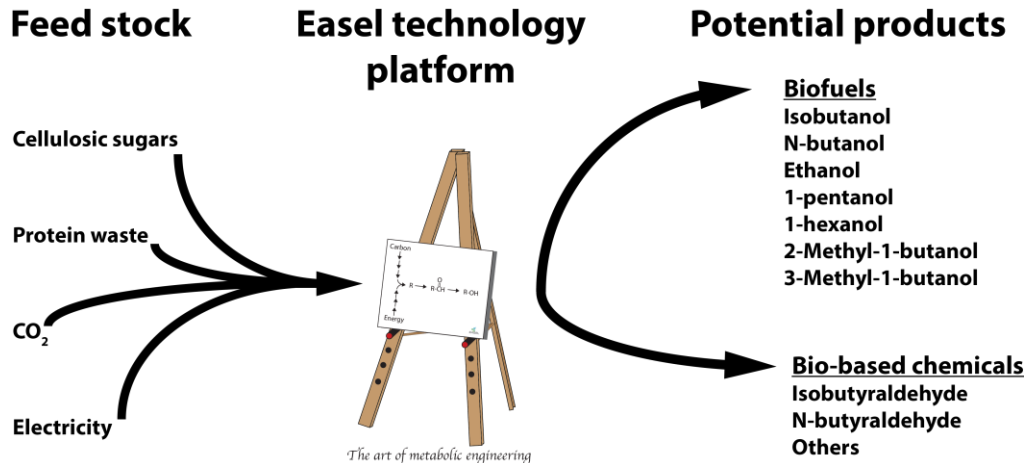 Feed stock
Easel technology
platform
Potential products
Cellulosic sugars
Protein waste
CO₂
Electricity
Carbon
O
R
R-CH
R-OH
Energy
The art of metabolic engineering
Biofuels
Isobutanol
N-butanol
Ethanol
1-pentanol
1-hexanol
2-Methyl-1-butanol
3-Methyl-1-butanol
Bio-based chemicals
Isobutyraldehyde
N-butyraldehyde
Others